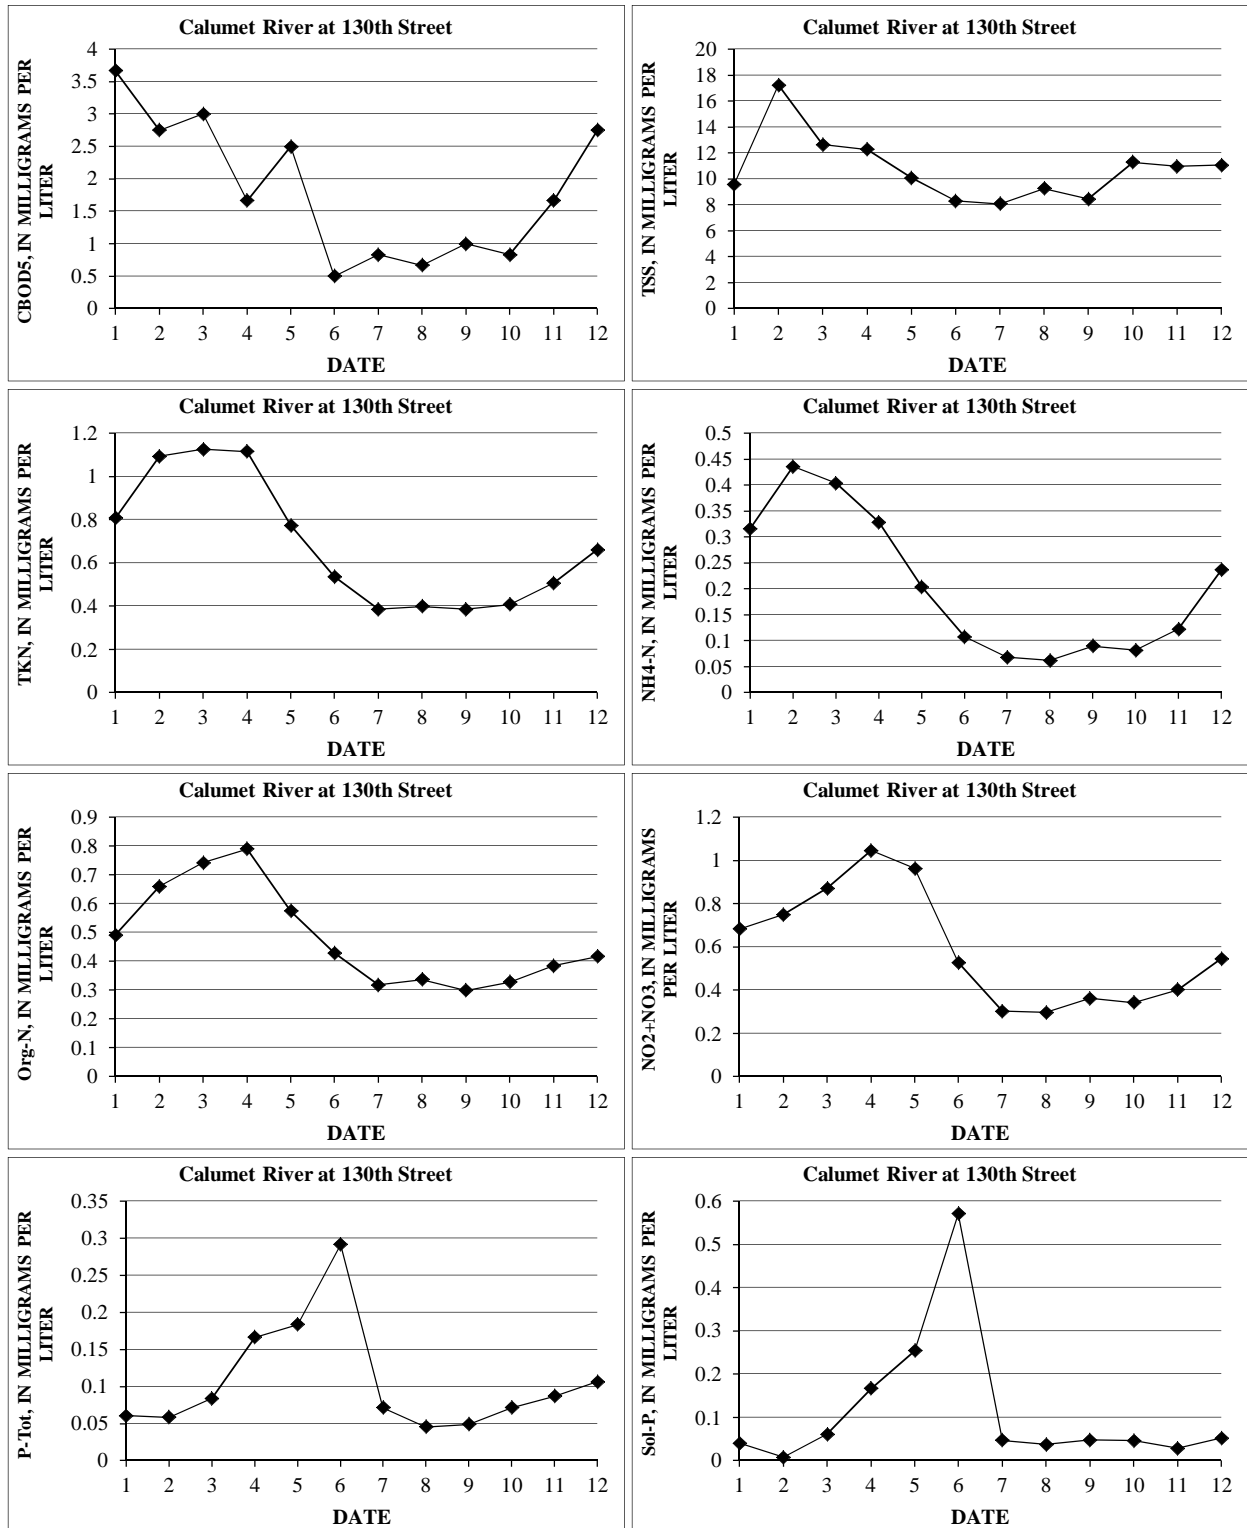 Calumet River at 130th Street
CBOD5, IN MILLIGRAMS PER
LITER
4
3.5
3
2.5
2
1.5
1
0.5
0
1 2 3 4 5 6 7 8 9 10 11 12
DATE
Calumet River at 130th Street
TSS, IN MILLIGRAMS PER
LITER
20
18
16
14
12
10
8
6
4
2
0
1 2 3 4 5 6 7 8 9 10 11 12
DATE
Calumet River at 130th Street
TKN, IN MILLIGRAMS PER
LITER
1.2
1
0.8
0.6
0.4
0.2
0
1 2 3 4 5 6 7 8 9 10 11 12
DATE
Calumet River at 130th Street
NH4-N, IN MILLIGRAMS PER
LITER
0.5
0.45
0.4
0.35
0.3
0.25
0.2
0.15
0.1
0.05
0
1 2 3 4 5 6 7 8 9 10 11 12
DATE
Calumet River at 130th Street
Org-N, IN MILLIGRAMS PER
LITER
0.9
0.8
0.7
0.6
0.5
0.4
0.3
0.2
0.1
0
1 2 3 4 5 6 7 8 9 10 11 12
DATE
Calumet River at 130th Street
NO2+NO3, IN MILLIGRAMS
PER LITER
1.2
1
0.8
0.6
0.4
0.2
0
1 2 3 4 5 6 7 8 9 10 11 12
DATE
Calumet River at 130th Street
P-Tot, IN MILLIGRAMS PER
LITER
0.35
0.3
0.25
0.2
0.15
0.1
0.05
0
1 2 3 4 5 6 7 8 9 10 11 12
DATE
Calumet River at 130th Street
Sol-P, IN MILLIGRAMS PER
LITER
0.6
0.5
0.4
0.3
0.2
0.1
0
1 2 3 4 5 6 7 8 9 10 11 12
DATE